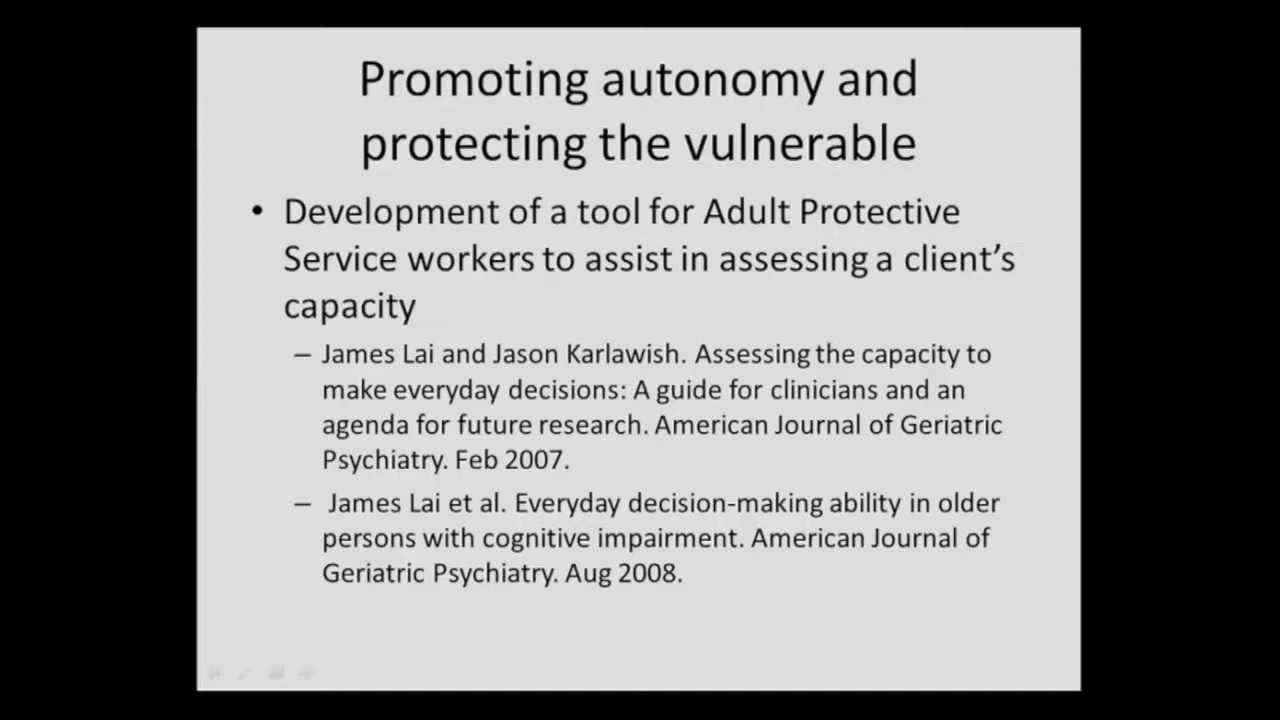 Promoting autonomy and
protecting the vulnerable
• Development of a tool for Adult Protective
Service workers to assist in assessing a client's
capacity
– James Lai and Jason Karlawish. Assessing the capacity to
make everyday decisions: A guide for clinicians and an
agenda for future research. American Journal of Geriatric
Psychiatry. Feb 2007.
– James Lai et al. Everyday decision-making ability in older
persons with cognitive impairment. American Journal of
Geriatric Psychiatry. Aug 2008.